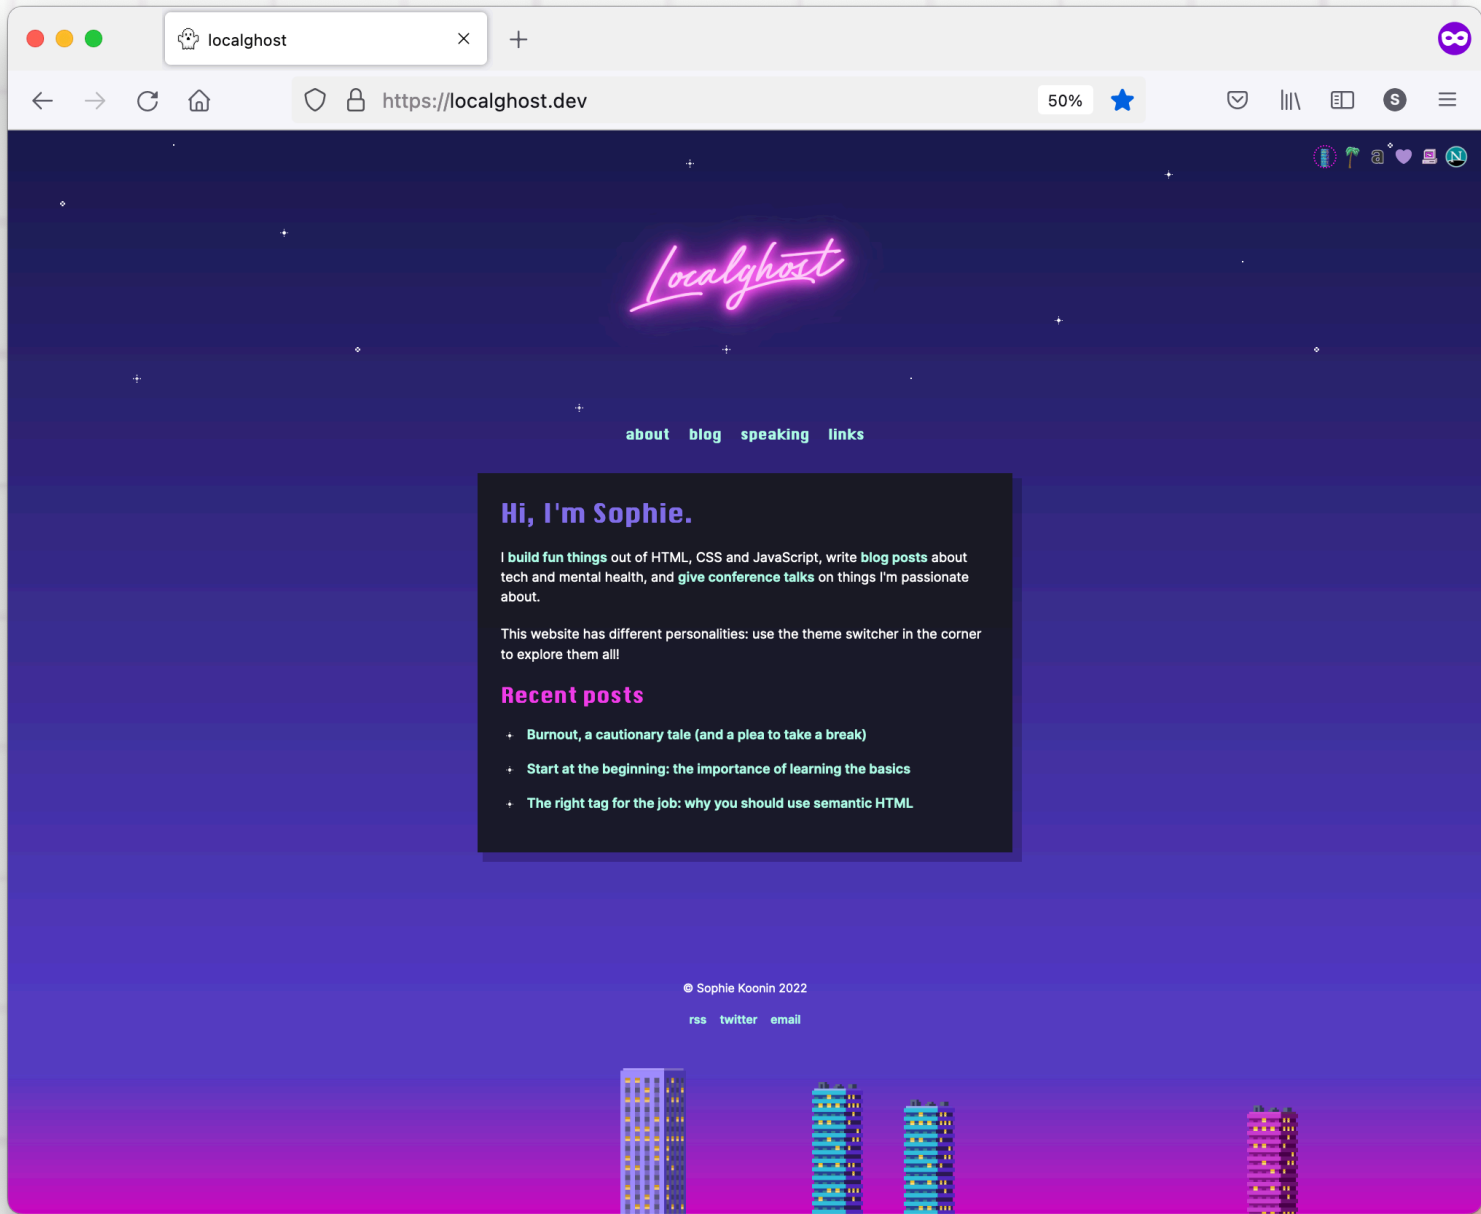 localghost
https://localghost.dev
50%
S
a
N
Localghost
about blog speaking links
Hi, I'm Sophie.
I build fun things out of HTML, CSS and JavaScript, write blog posts about
tech and mental health, and give conference talks on things I'm passionate
about.
This website has different personalities: use the theme switcher in the corner
to explore them all!
Recent posts
Burnout, a cautionary tale (and a plea to take a break)
Start at the beginning: the importance of learning the basics
The right tag for the job: why you should use semantic HTML
© Sophie Koonin 2022
rss twitter email